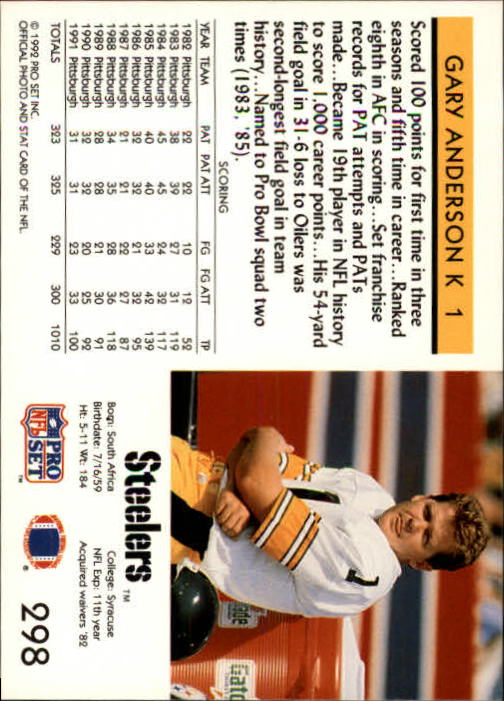 GARY ANDERSON K 1
Scored 100 points for first time in three
seasons and fifth time in career...Ranked
eighth in AFC in scoring...Set franchise
records for PAT attempts and PATs
made...Became 19th player in NFL history
to score 1,000 career points...His 54-yard
field goal in 31-6 loss to Oilers was
second-longest field goal in team
history...Named to Pro Bowl squad two
times (1983, '85).
SCORING
YEAR TEAM PAT PAT ATT FG FG ATT TP
1982 Pittsburgh 22 22 10 12 52
1983 Pittsburgh 38 39 27 31 119
1984 Pittsburgh 45 45 24 32 117
1985 Pittsburgh 40 40 33 42 139
1986 Pittsburgh 32 32 21 32 95
1987 Pittsburgh 21 21 22 27 87
1988 Pittsburgh 34 35 28 36 118
1989 Pittsburgh 28 28 21 30 91
1990 Pittsburgh 32 32 20 25 92
1991 Pittsburgh 31 31 23 33 100
TOTALS 323 325 229 300 1010
© 1992 PRO SET INC.
OFFICIAL PHOTO AND STAT CARD OF THE NFL.
1
Gato
Steelers™
Born: South Africa
Birthdate: 7/16/59
Ht: 5-11 Wt: 184
College: Syracuse
NFL Exp: 11th year
Acquired waivers '82
PRO
NFL SET ™
®
298